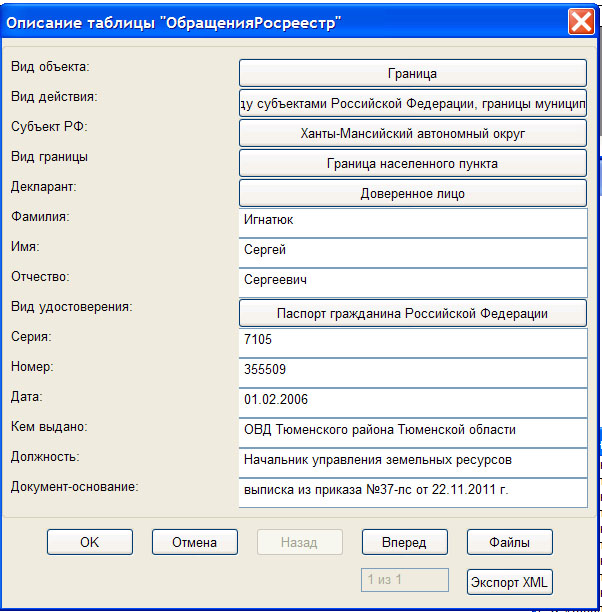 Описание таблицы "ОбращенияРосреестр"
Вид объекта: Граница
Вид действия: ду субъектами Российской Федерации, границы муницип
Субъект РФ: Ханты-Мансийский автономный округ
Вид границы Граница населенного пункта
Декларант: Доверенное лицо
Фамилия: Игнатюк
Имя: Сергей
Отчество: Сергеевич
Вид удостоверения: Паспорт гражданина Российской Федерации
Серия: 7105
Номер: 355509
Дата: 01.02.2006
Кем выдано: ОВД Тюменского района Тюменской области
Должность: Начальник управления земельных ресурсов
Документ-основание: выписка из приказа №37-лс от 22.11.2011 г.
OK Отмена Назад Вперед Файлы
1 из 1 Экспорт XML